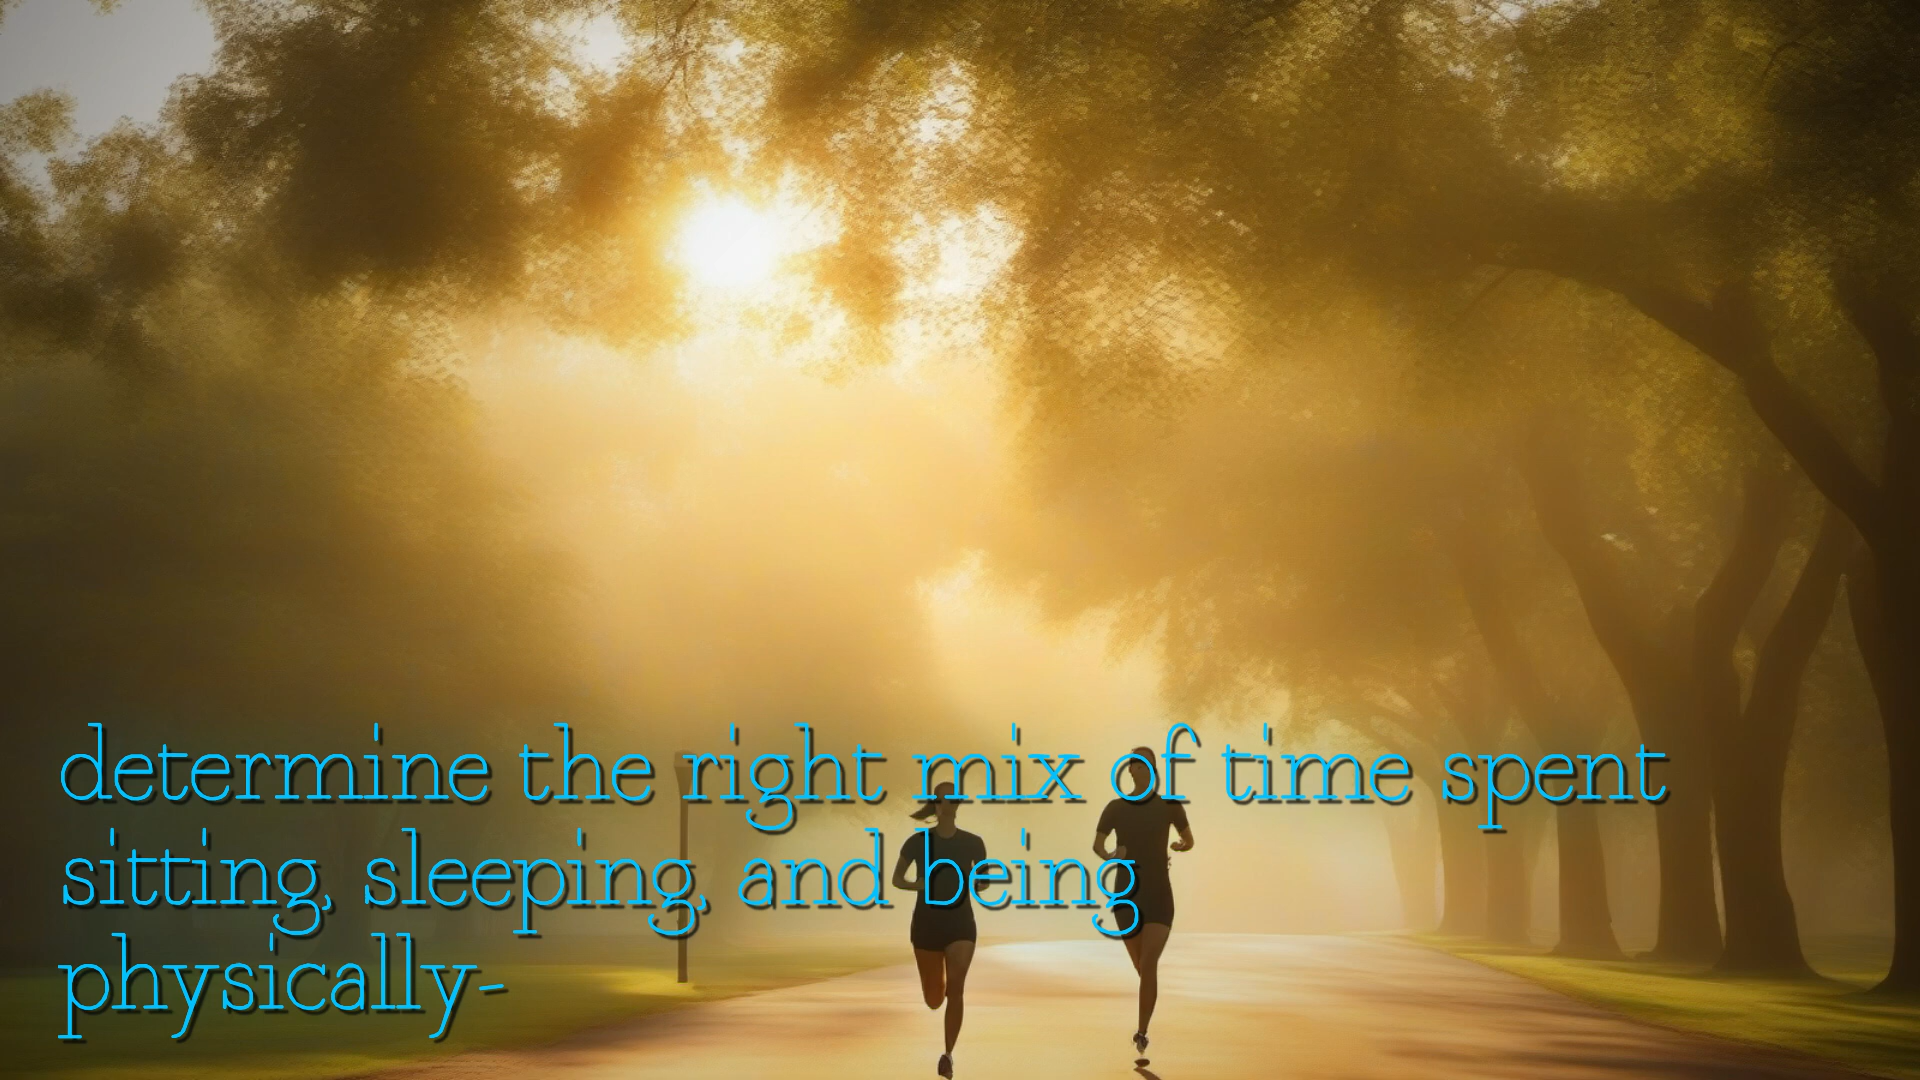 determine the right mix of time spent
sitting, sleeping, and being
physically-